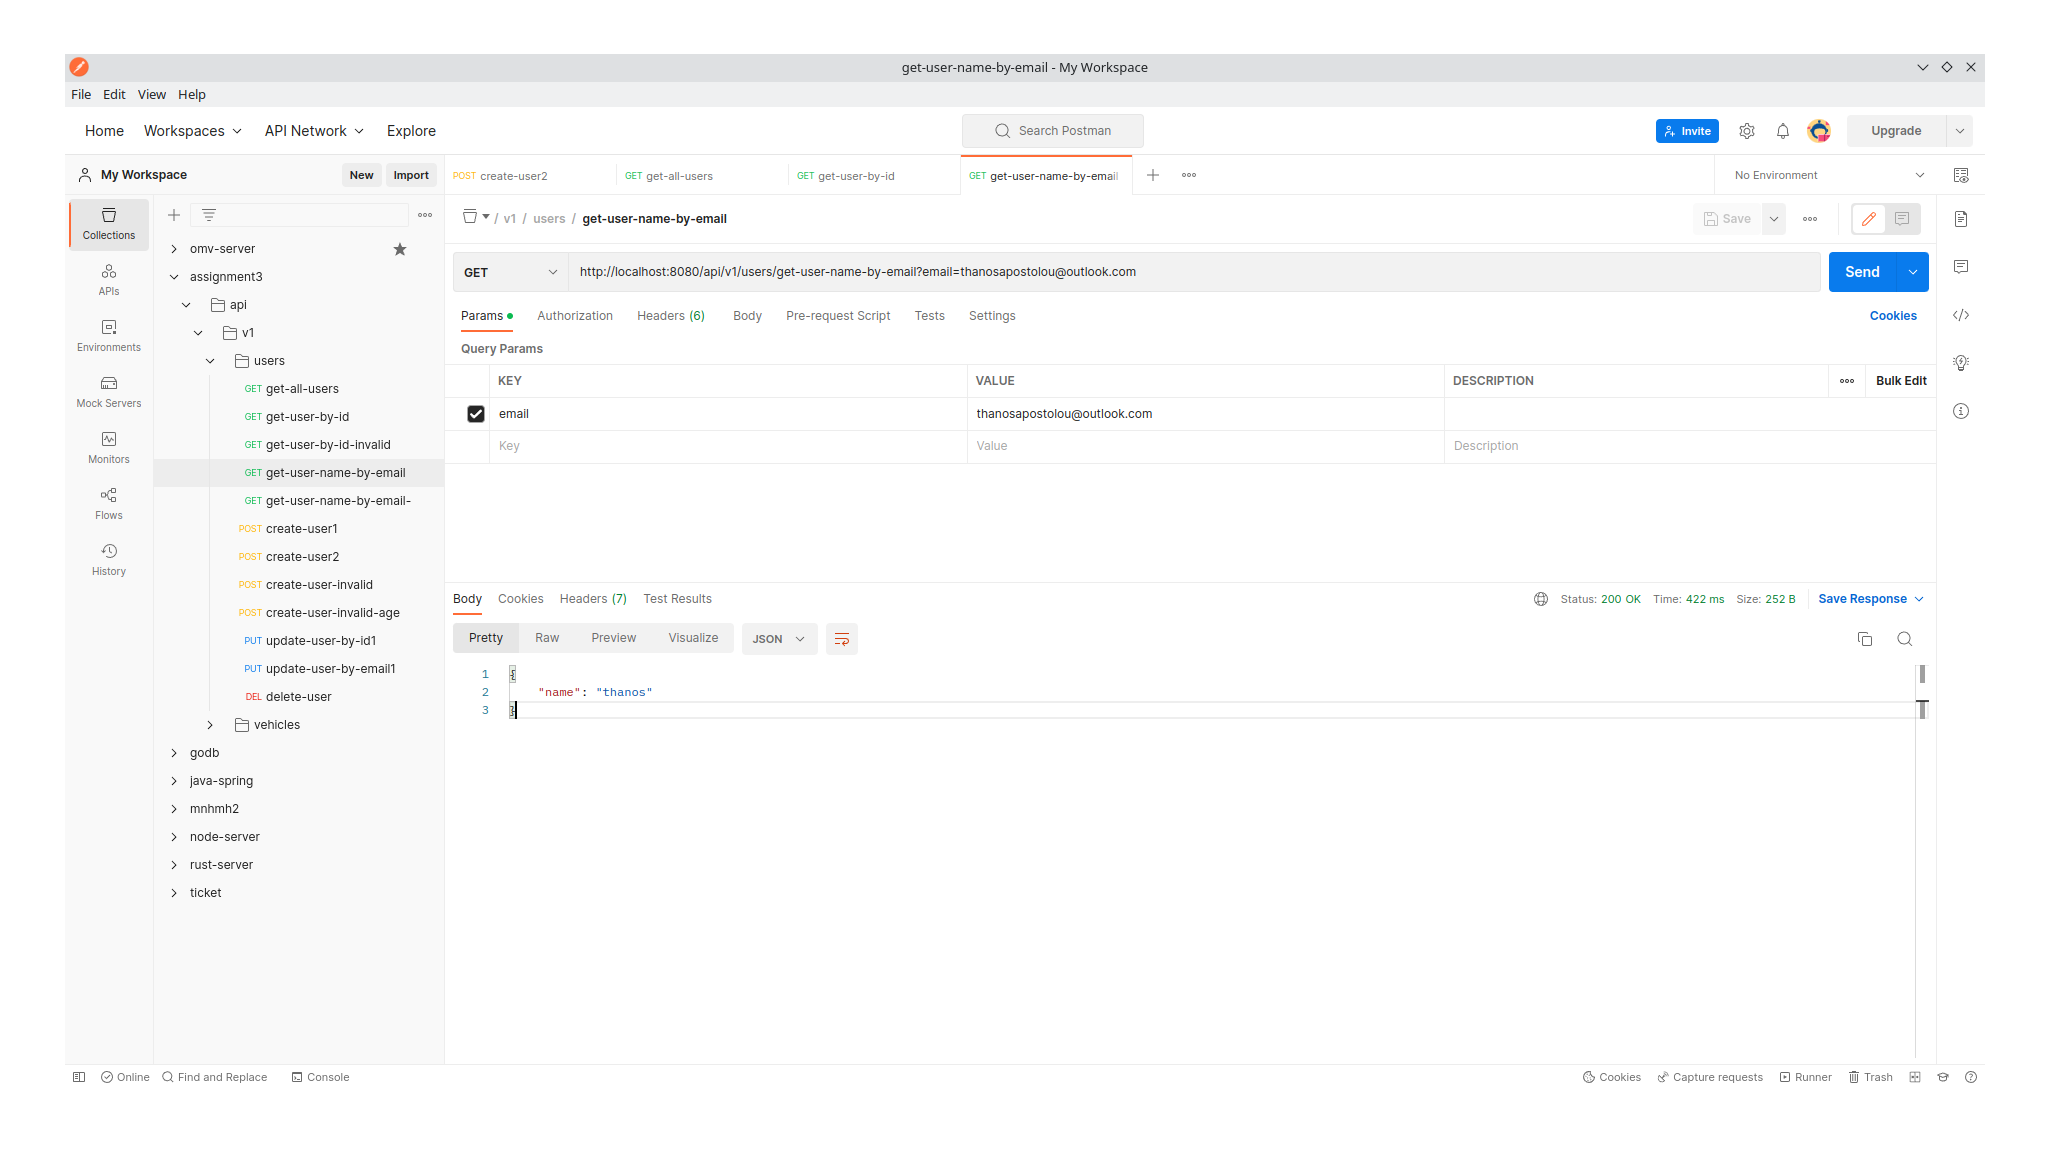 get-user-name-by-email - My Workspace
File Edit View Help
Home Workspaces API Network Explore Search Postman Invite Upgrade
My Workspace New Import POST create-user2 GET get-all-users GET get-user-by-id GET get-user-name-by-email No Environment
Collections
APIs
Environments
Mock Servers
Monitors
Flows
History
omv-server
assignment3
api
v1
users
GET get-all-users
GET get-user-by-id
GET get-user-by-id-invalid
GET get-user-name-by-email
GET get-user-name-by-email-
POST create-user1
POST create-user2
POST create-user-invalid
POST create-user-invalid-age
PUT update-user-by-id1
PUT update-user-by-email1
DEL delete-user
vehicles
godb
java-spring
mnhmh2
node-server
rust-server
ticket
/ v1 / users / get-user-name-by-email Save
GET http://localhost:8080/api/v1/users/get-user-name-by-email?email=thanosapostolou@outlook.com Send
Params Authorization Headers (6) Body Pre-request Script Tests Settings Cookies
Query Params
KEY VALUE DESCRIPTION Bulk Edit
email thanosapostolou@outlook.com
Key Value Description
Body Cookies Headers (7) Test Results Status: 200 OK Time: 422 ms Size: 252 B Save Response
Pretty Raw Preview Visualize JSON
1 {
2 "name": "thanos"
3 }
Online Find and Replace Console Cookies Capture requests Runner Trash